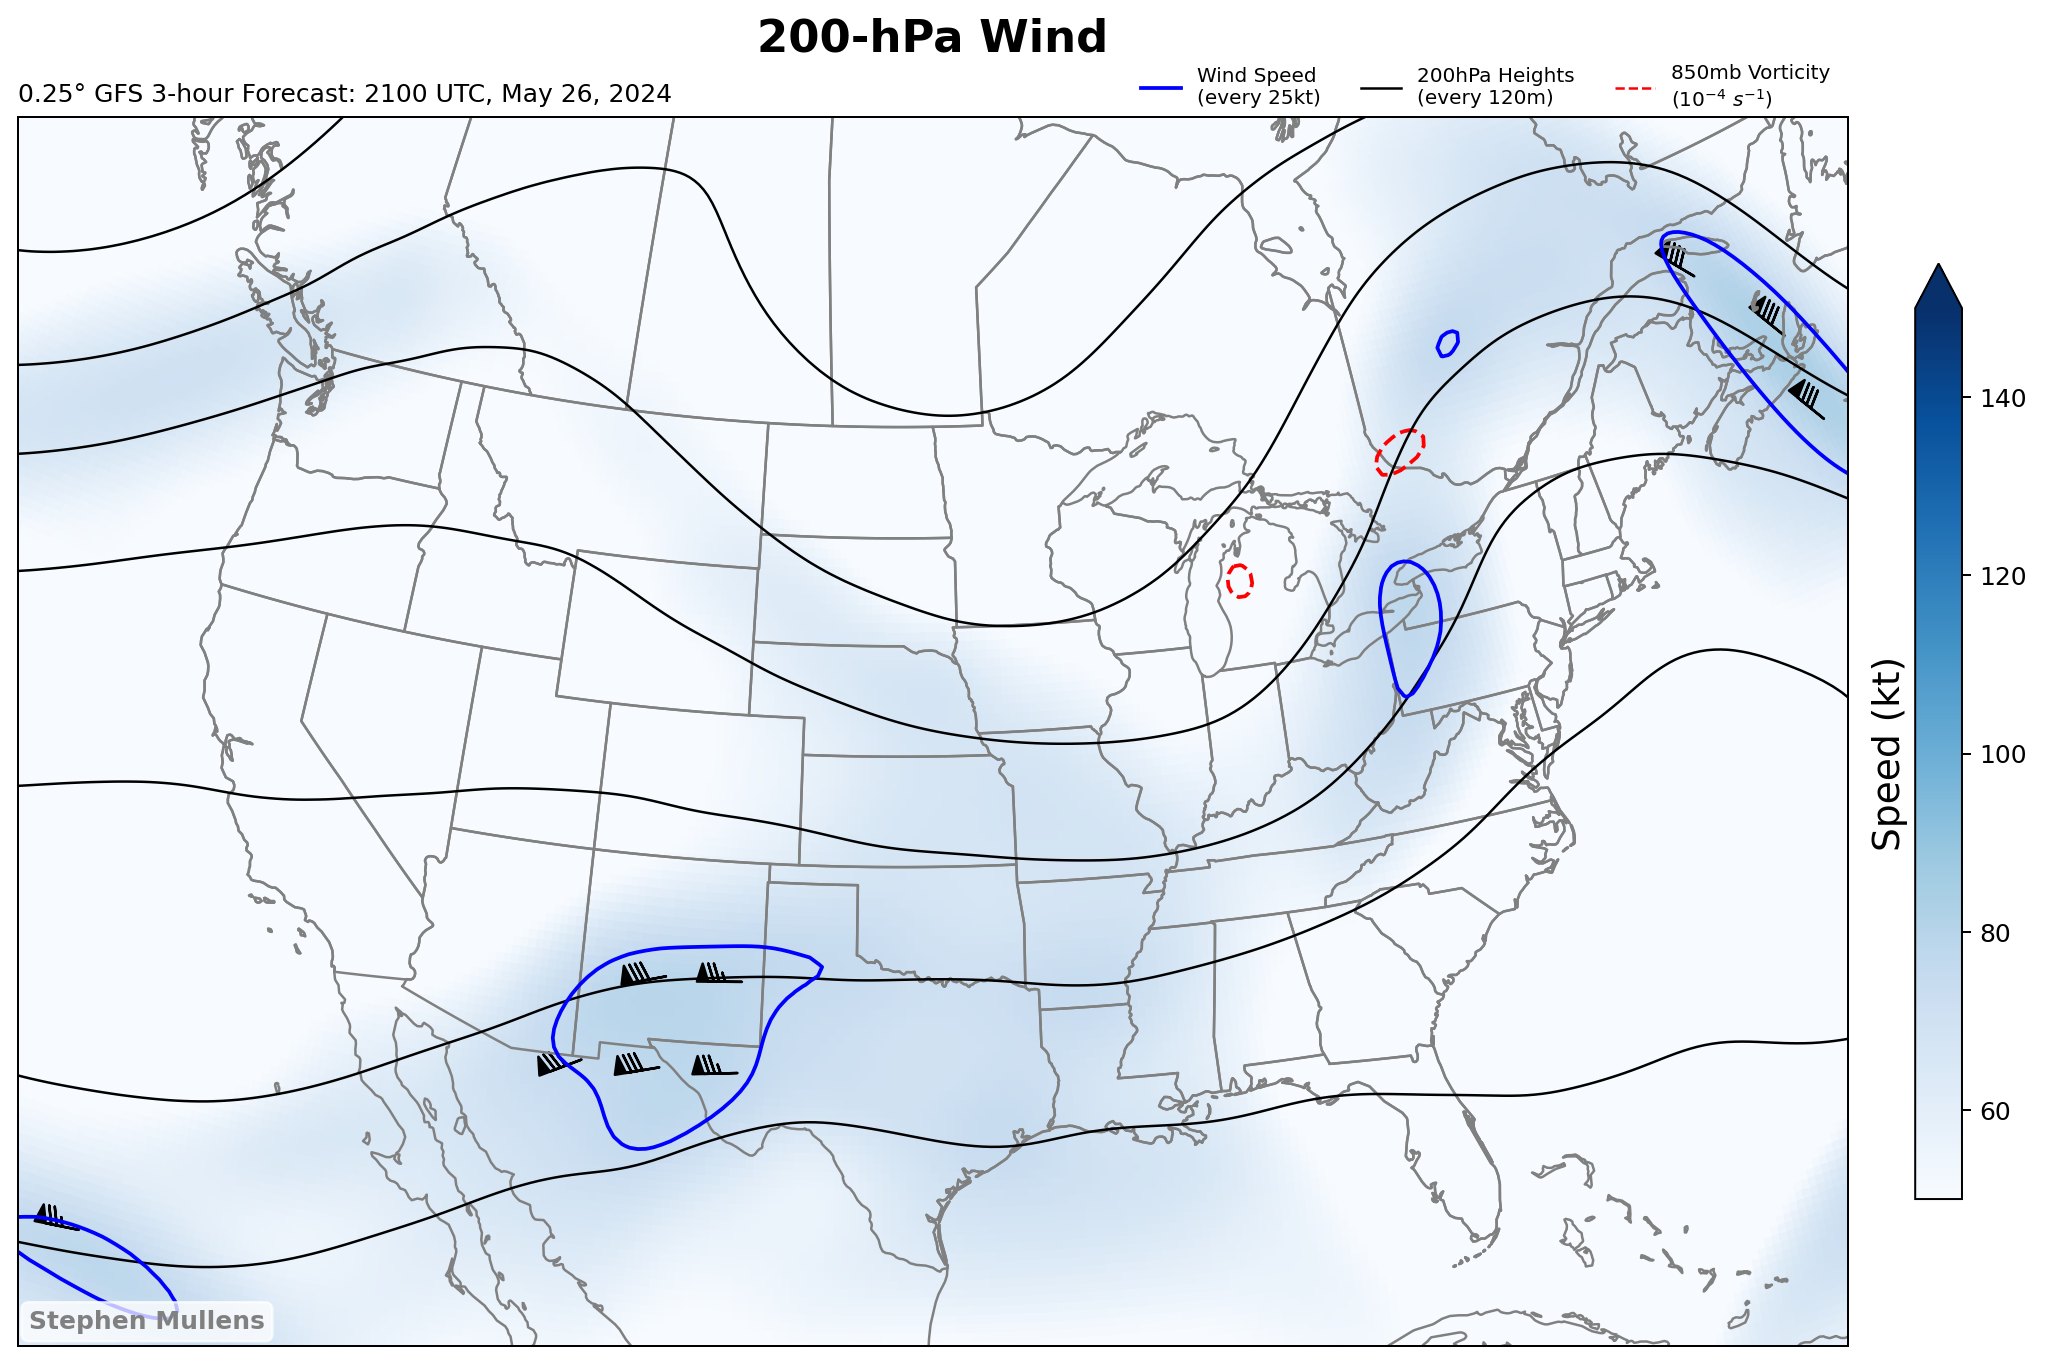 200-hPa Wind
0.25° GFS 3-hour Forecast: 2100 UTC, May 26, 2024
Wind Speed
(every 25kt)
200hPa Heights
(every 120m)
850mb Vorticity
(10⁻⁴ s⁻¹)
140
120
100
80
60
Speed (kt)
Stephen Mullens